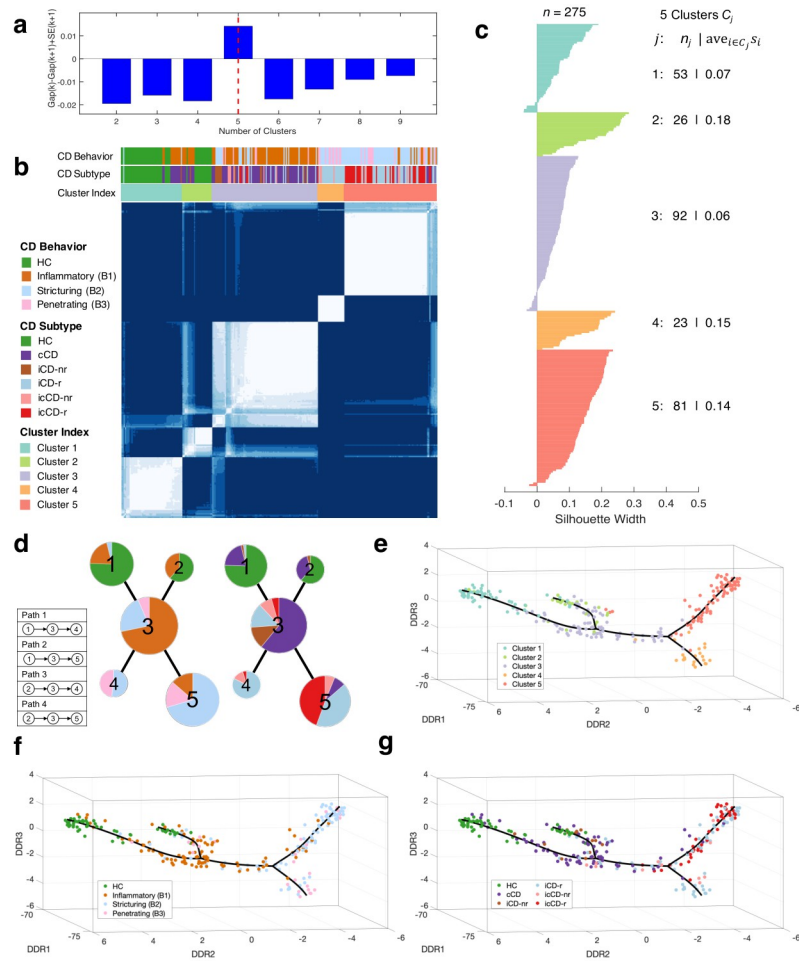 a
Gap(k)-Gap(k+1)+SE(k+1)
0.01
0
-0.01
-0.02
2 3 4 5 6 7 8 9
Number of Clusters
b
CD Behavior
CD Subtype
Cluster Index
CD Behavior
HC
Inflammatory (B1)
Stricturing (B2)
Penetrating (B3)
CD Subtype
HC
cCD
iCD-nr
iCD-r
icCD-nr
icCD-r
Cluster Index
Cluster 1
Cluster 2
Cluster 3
Cluster 4
Cluster 5
c
n = 275
5 Clusters Cj
j: nj | ave i∈Cj si
1: 53 | 0.07
2: 26 | 0.18
3: 92 | 0.06
4: 23 | 0.15
5: 81 | 0.14
-0.1 0 0.1 0.2 0.3 0.4 0.5
Silhouette Width
d
Path 1
1 3 4
Path 2
1 3 5
Path 3
2 3 4
Path 4
2 3 5
1 2
3
4 5
1 2
3
4 5
e
DDR3
4
2
0
-2
-4
-6
-70
-75
DDR1
6 4 2 0 -2 -4 -6
DDR2
Cluster 1
Cluster 2
Cluster 3
Cluster 4
Cluster 5
f
DDR3
4
2
0
-2
-4
-6
-70
-75
DDR1
6 4 2 0 -2 -4 -6
DDR2
HC
Inflammatory (B1)
Stricturing (B2)
Penetrating (B3)
g
DDR3
4
2
0
-2
-4
-6
-70
-75
DDR1
6 4 2 0 -2 -4 -6
DDR2
HC iCD-r
cCD icCD-nr
iCD-nr icCD-r